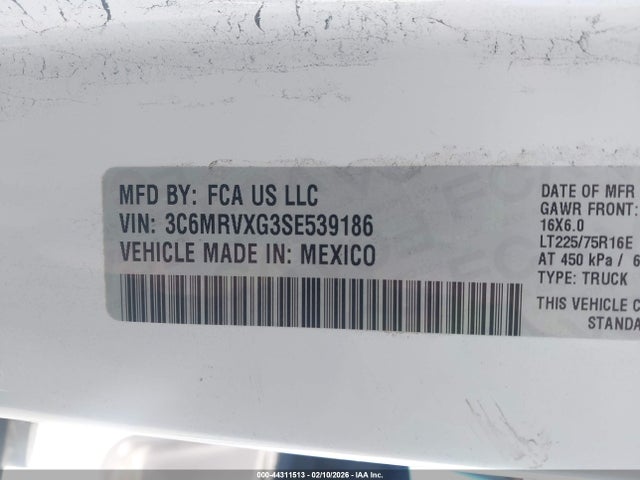 MFD BY: FCA US LLC
VIN: 3C6MRVXG3SE539186
VEHICLE MADE IN: MEXICO
DATE OF MFR
GAWR FRONT:
16X6.0
LT225/75R16E
AT 450 kPa / 6
TYPE: TRUCK
THIS VEHICLE C
STANDA
000-44311513 - 02/10/2026 - IAA Inc.